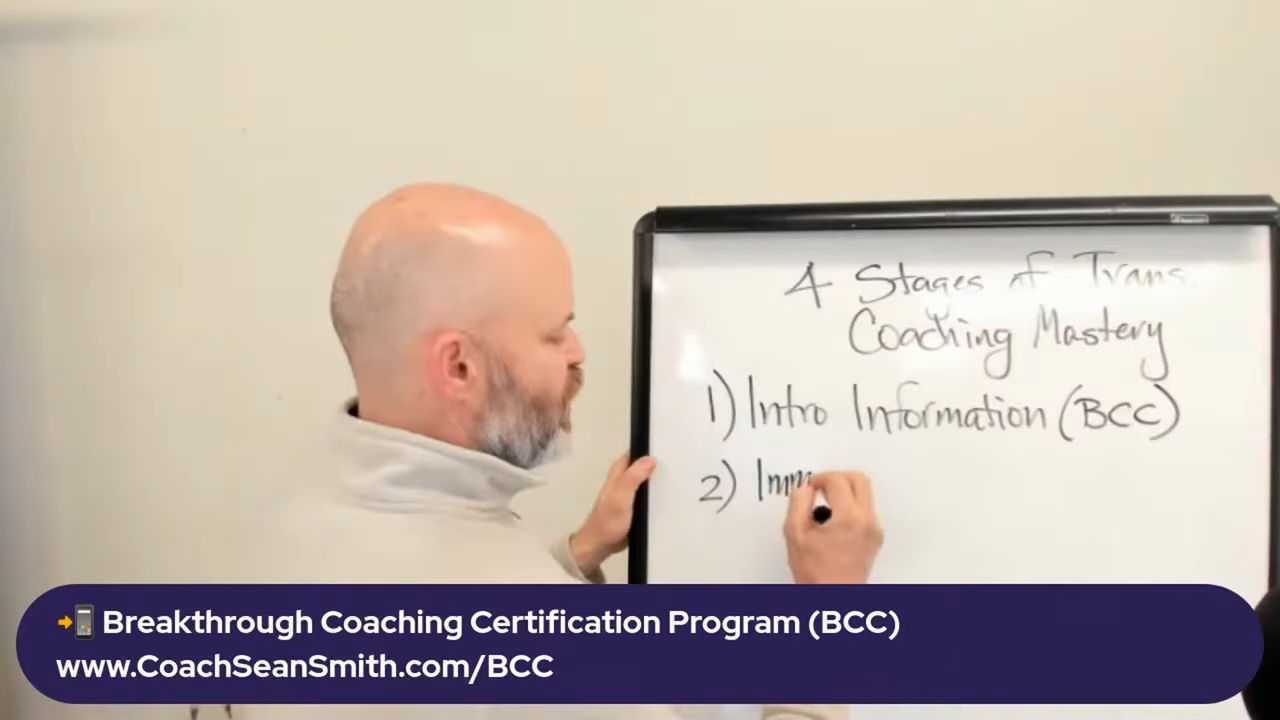 4 Stages of Trans.
Coaching Mastery
1) Intro Information (BCC)
2) Imm
Breakthrough Coaching Certification Program (BCC)
www.CoachSeanSmith.com/BCC